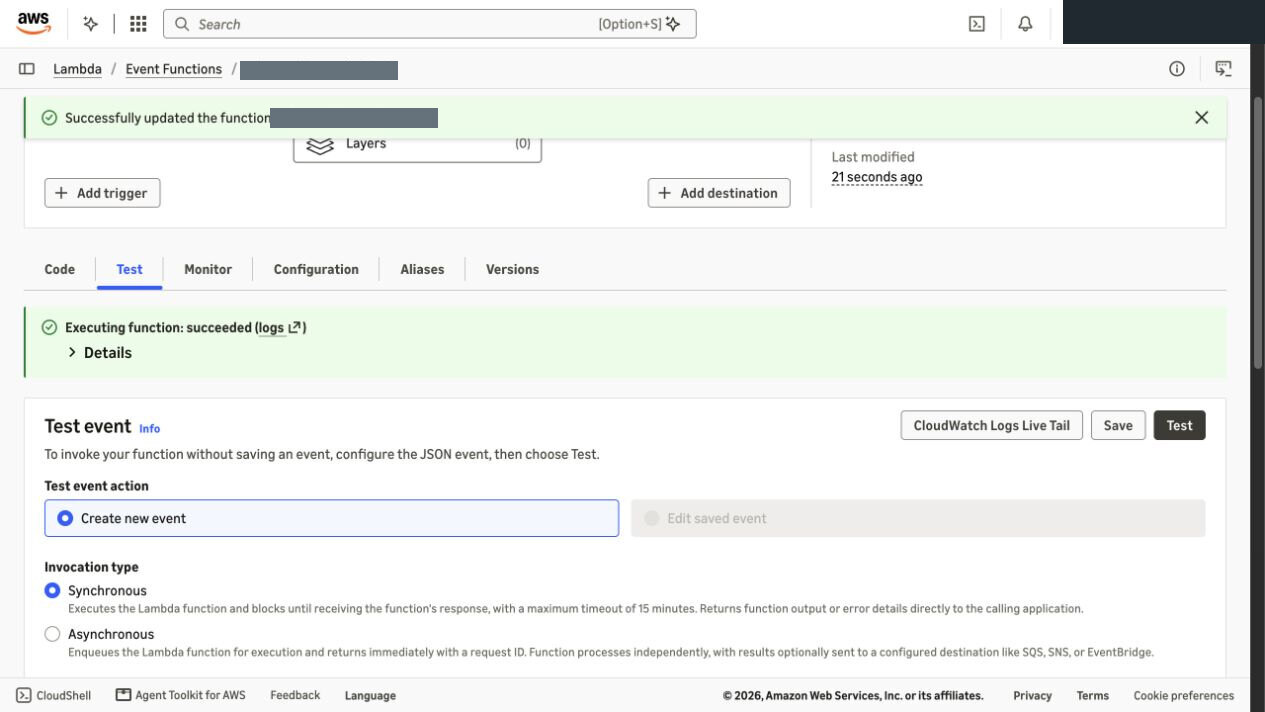 aws
Search [Option+S]
Lambda / Event Functions /
Successfully updated the function
Layers (0)
Last modified
21 seconds ago
+ Add trigger
+ Add destination
Code Test Monitor Configuration Aliases Versions
Executing function: succeeded (logs)
Details
Test event Info
CloudWatch Logs Live Tail Save Test
To invoke your function without saving an event, configure the JSON event, then choose Test.
Test event action
Create new event
Edit saved event
Invocation type
Synchronous
Executes the Lambda function and blocks until receiving the function's response, with a maximum timeout of 15 minutes. Returns function output or error details directly to the calling application.
Asynchronous
Enqueues the Lambda function for execution and returns immediately with a request ID. Function processes independently, with results optionally sent to a configured destination like SQS, SNS, or EventBridge.
CloudShell Agent Toolkit for AWS Feedback Language © 2026, Amazon Web Services, Inc. or its affiliates. Privacy Terms Cookie preferences